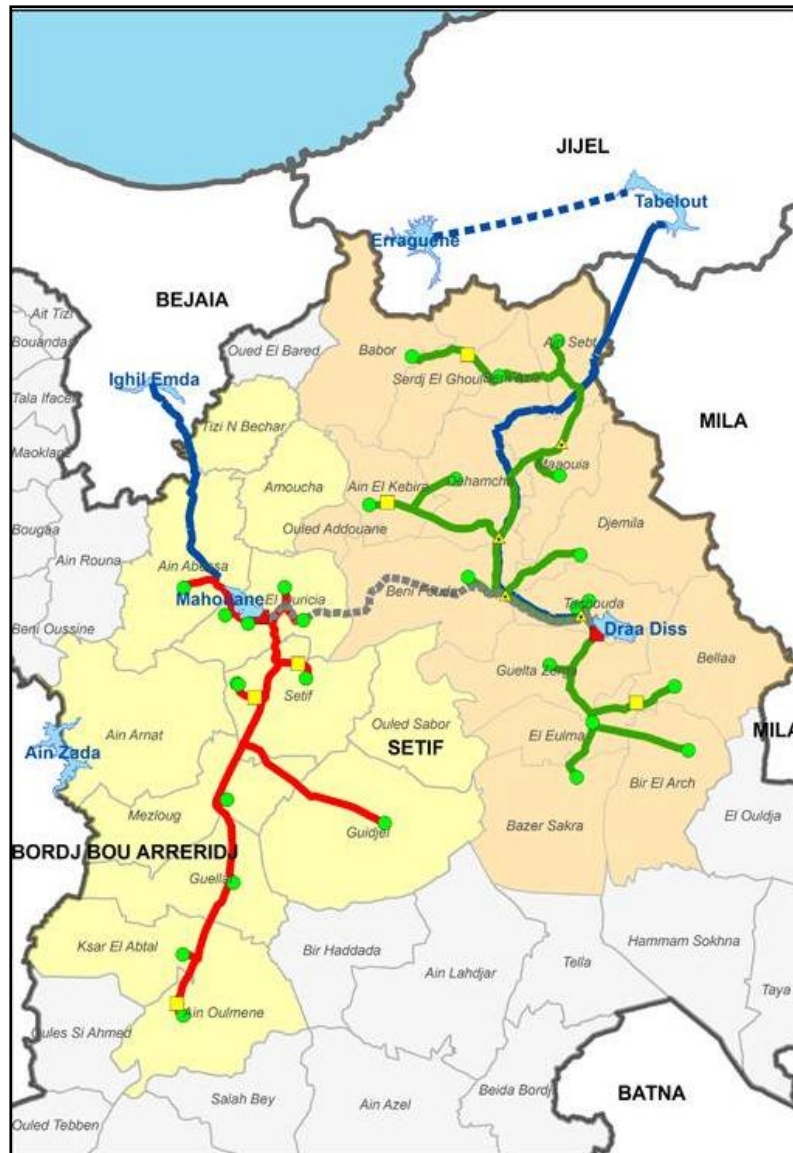 JIJEL
Tabelout
Erraguene
BEJAIA
Ait Tizi
Bouandas
Oued El Bared
Babor
Ain Sebt
Serdj El Ghoul
Ighil Emda
Tala Ifacen
Tizi N Bechar
MILA
Maoklane
Maaouia
Dehamcha
Amoucha
Ain El Kebira
Bougaa
Ouled Addouane
Djemila
Ain Rouna
Ain Abessa
Mahouane
El Ouricia
Beni Fouda
Tachouda
Beni Oussine
Draa Diss
Guelta Zerga
Bellaa
Setif
Ouled Sabor
Ain Arnat
SETIF
El Eulma
MILA
Ain Zada
Bir El Arch
Mezloug
Guidjel
Bazer Sakra
El Ouldja
BORDJ BOU ARRERIDJ
Guellal
Ksar El Abtal
Bir Haddada
Hammam Sokhna
Ain Lahdjar
Tella
Taya
Ain Oulmene
Oules Si Ahmed
Beida Bordj
BATNA
Salah Bey
Ain Azel
Ouled Tebben